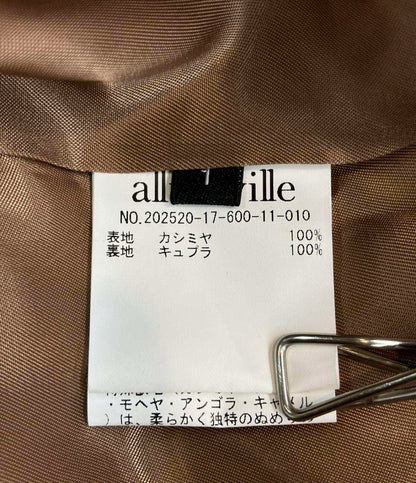 NO.202520-17-600-11-010
表地 カシミヤ 100%
裏地 キュプラ 100%
・モヘヤ・アンゴラ・キャメル
)は、柔らかく独特のぬめ